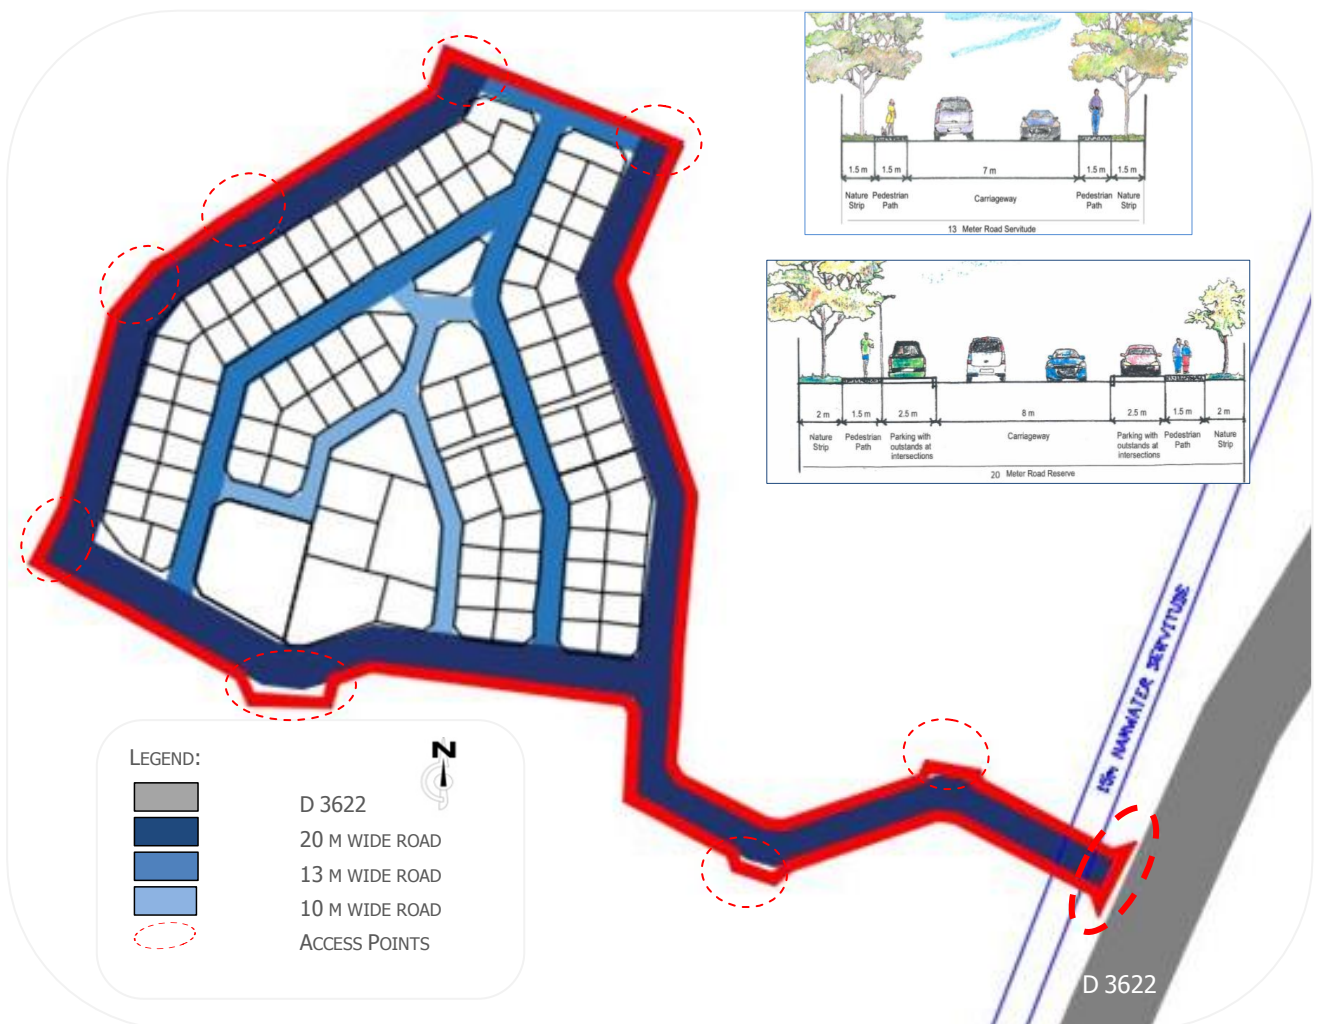 1.5 m 1.5 m 7 m 1.5 m 1.5 m
Nature Strip Pedestrian Path Carriageway Pedestrian Path Nature Strip
13 Meter Road Servitude
2 m 1.5 m 2.5 m 8 m 2.5 m 1.5 m 2 m
Nature Strip Pedestrian Path Parking with outstands at intersections Carriageway Parking with outstands at intersections Pedestrian Path Nature Strip
20 Meter Road Reserve
15m NAMWATER SERVITUDE
LEGEND:
N
D 3622
20 M WIDE ROAD
13 M WIDE ROAD
10 M WIDE ROAD
ACCESS POINTS
D 3622